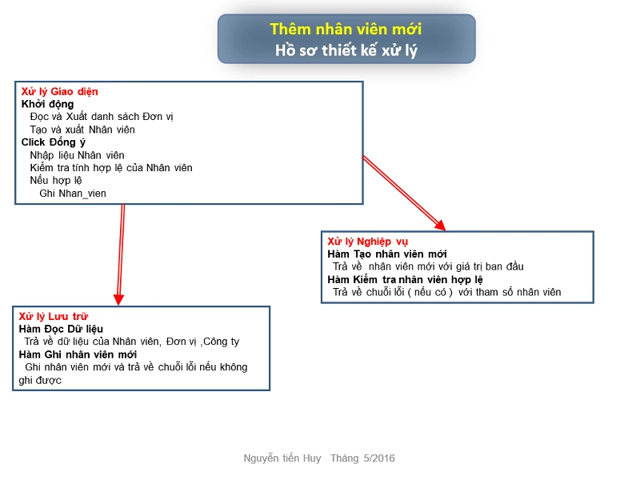 Thêm nhân viên mới
Hồ sơ thiết kế xử lý
Xử lý Giao diện
Khởi động
Đọc và Xuất danh sách Đơn vị
Tạo và xuất Nhân viên
Click Đồng ý
Nhập liệu Nhân viên
Kiểm tra tính hợp lệ của Nhân viên
Nếu hợp lệ
Ghi Nhan_vien
Xử lý Nghiệp vụ
Hàm Tạo nhân viên mới
Trả về nhân viên mới với giá trị ban đầu
Hàm Kiểm tra nhân viên hợp lệ
Trả về chuỗi lỗi ( nếu có ) với tham số nhân viên
Xử lý Lưu trữ
Hàm Đọc Dữ liệu
Trả về dữ liệu của Nhân viên, Đơn vị ,Công ty
Hàm Ghi nhân viên mới
Ghi nhân viên mới và trả về chuỗi lỗi nếu không
ghi được
Nguyễn tiến Huy Tháng 5/2016